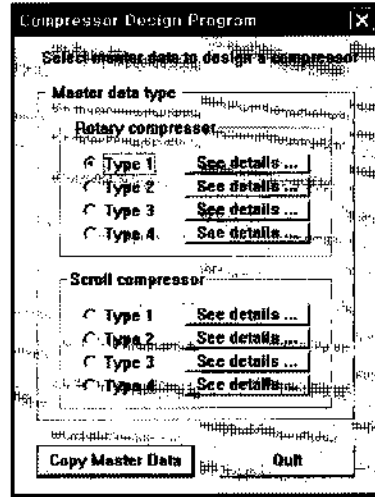 Compressor Design Program
Select master data to design a compressor
Master data type
Rotary compressor
Type 1 See details ...
Type 2 See details ...
Type 3 See details ...
Type 4 See details ...
Scroll compressor
Type 1 See details ...
Type 2 See details ...
Type 3 See details ...
Type 4 See details ...
Copy Master Data Quit